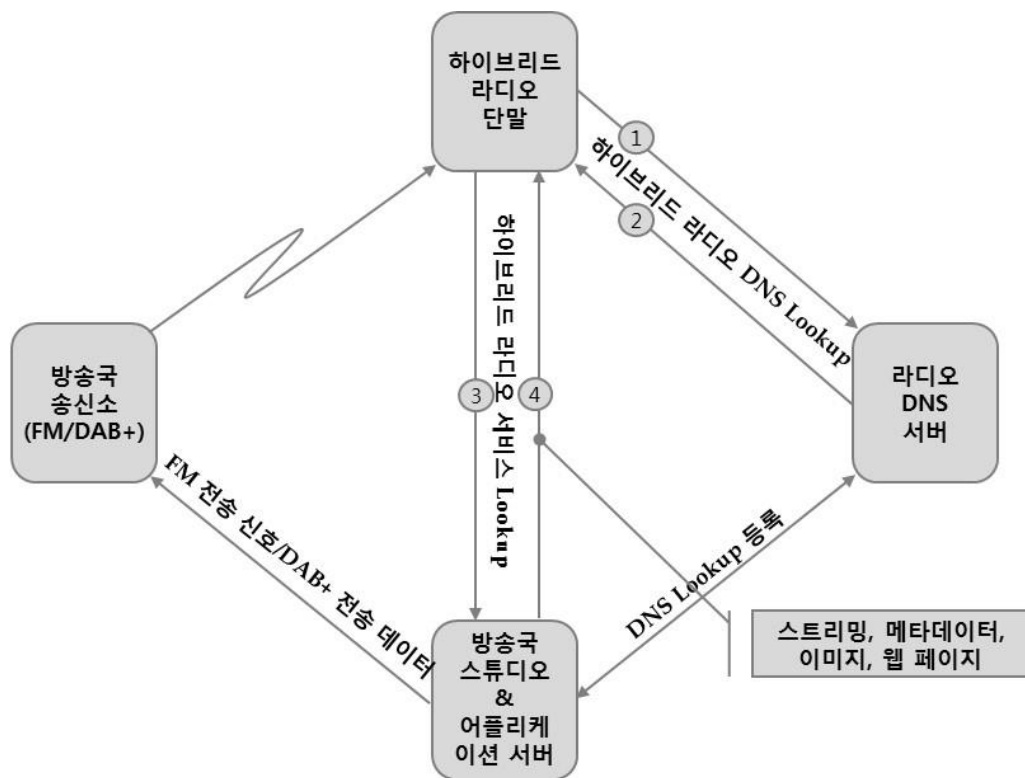 하이브리드
라디오
단말
1
하이브리드 라디오 DNS Lookup
2
방송국
송신소
(FM/DAB+)
하이브리드 라디오 서비스 Lookup
3
4
라디오
DNS
서버
FM 전송 신호/DAB+ 전송 데이터
DNS Lookup 등록
방송국
스튜디오
&
어플리케
이션 서버
스트리밍, 메타데이터,
이미지, 웹 페이지